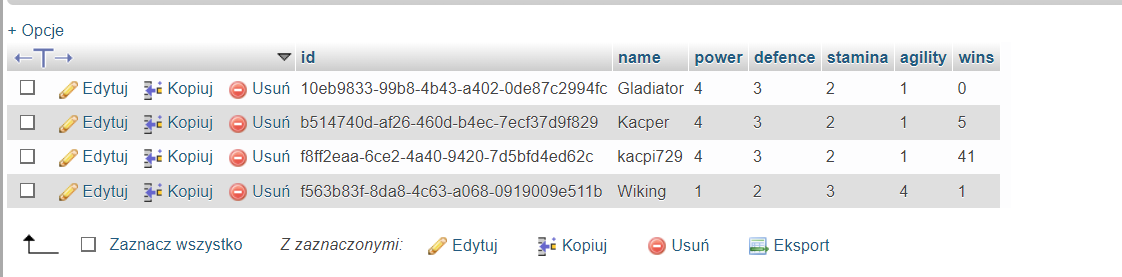 + Opcje
←T→ id name power defence stamina agility wins
Edytuj Kopiuj Usuń 10eb9833-99b8-4b43-a402-0de87c2994fc Gladiator 4 3 2 1 0
Edytuj Kopiuj Usuń b514740d-af26-460d-b4ec-7ecf37d9f829 Kacper 4 3 2 1 5
Edytuj Kopiuj Usuń f8ff2eaa-6ce2-4a40-9420-7d5bfd4ed62c kacpi729 4 3 2 1 41
Edytuj Kopiuj Usuń f563b83f-8da8-4c63-a068-0919009e511b Wiking 1 2 3 4 1
Zaznacz wszystko Z zaznaczonymi: Edytuj Kopiuj Usuń Eksport